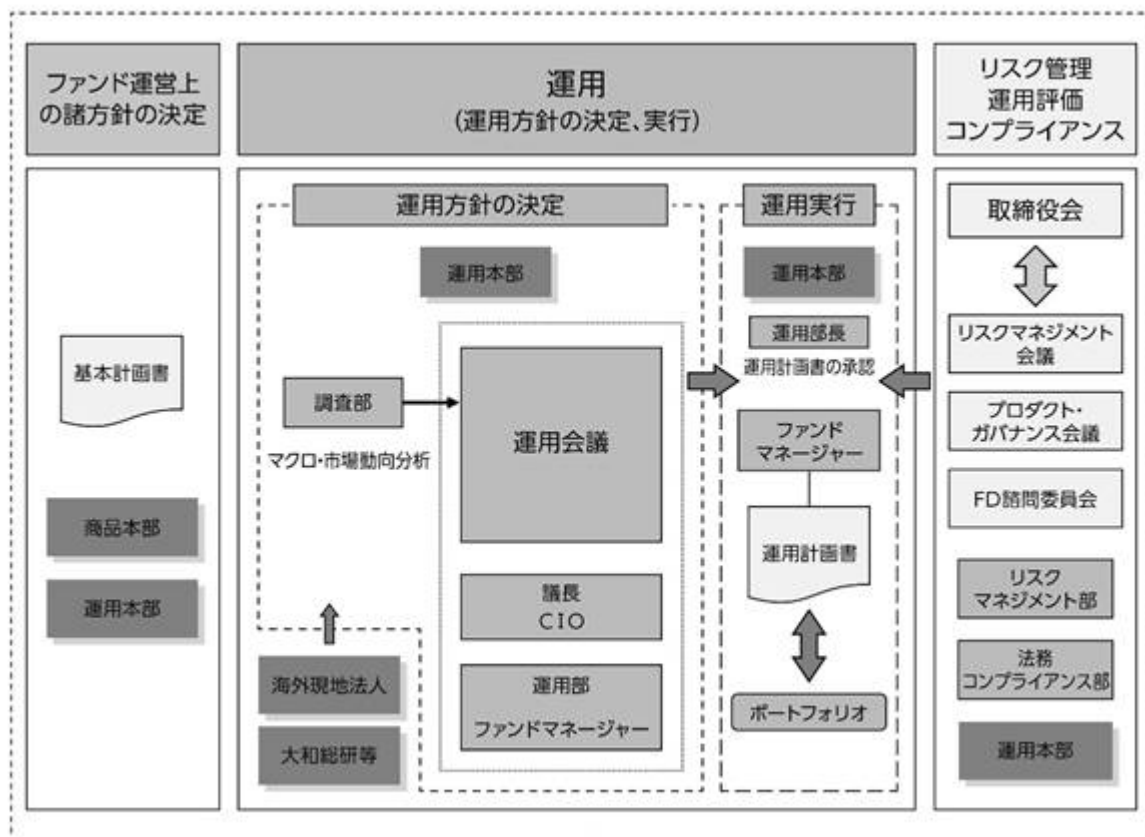 ファンド運営上
の諸方針の決定
運用
(運用方針の決定、実行)
リスク管理
運用評価
コンプライアンス
基本計画書
商品本部
運用本部
運用方針の決定
運用本部
調査部
マクロ・市場動向分析
運用会議
議長
CIO
運用部
ファンドマネージャー
海外現地法人
大和総研等
運用実行
運用本部
運用部長
運用計画書の承認
ファンド
マネージャー
運用計画書
ポートフォリオ
取締役会
リスクマネジメント
会議
プロダクト・
ガバナンス会議
FD諮問委員会
リスク
マネジメント部
法務
コンプライアンス部
運用本部